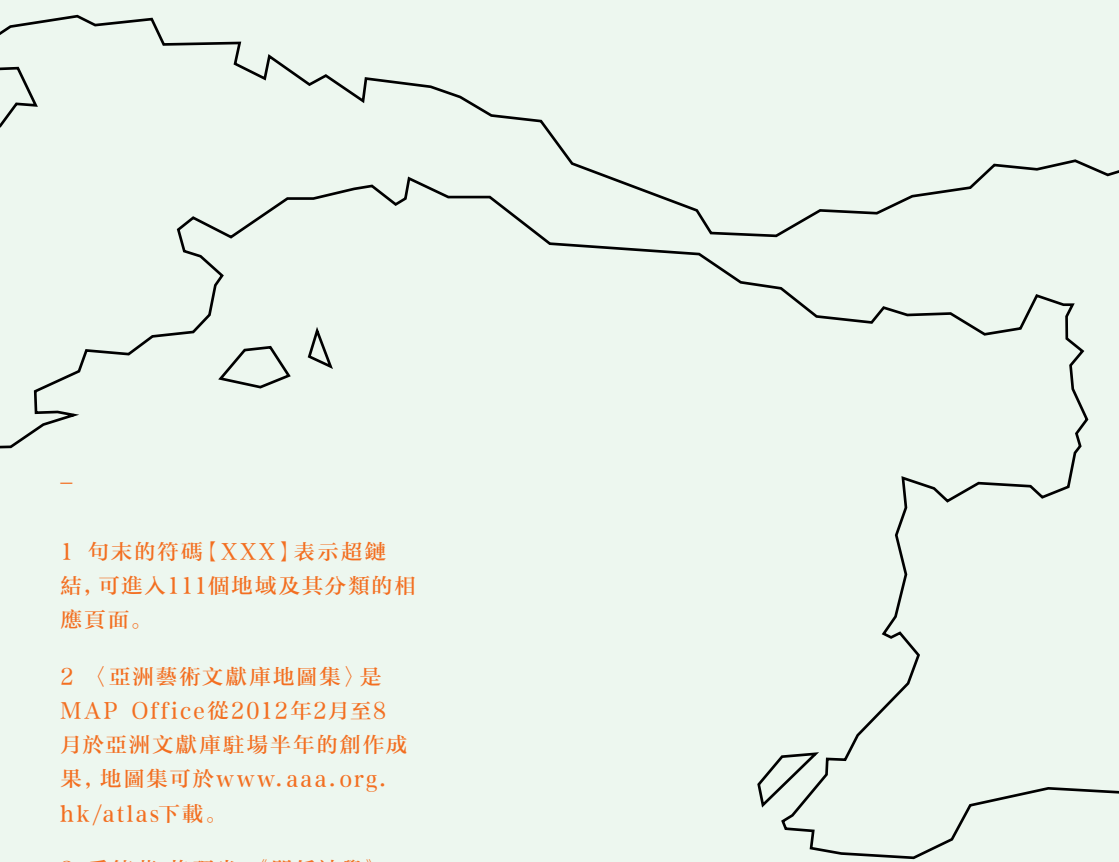 –
1 句末的符碼【XXX】表示超鏈
結，可進入111個地域及其分類的相
應頁面。
2 〈亞洲藝術文獻庫地圖集〉是
MAP Office從2012年2月至8
月於亞洲文獻庫駐場半年的創作成
果，地圖集可於www.aaa.org.
hk/atlas下載。